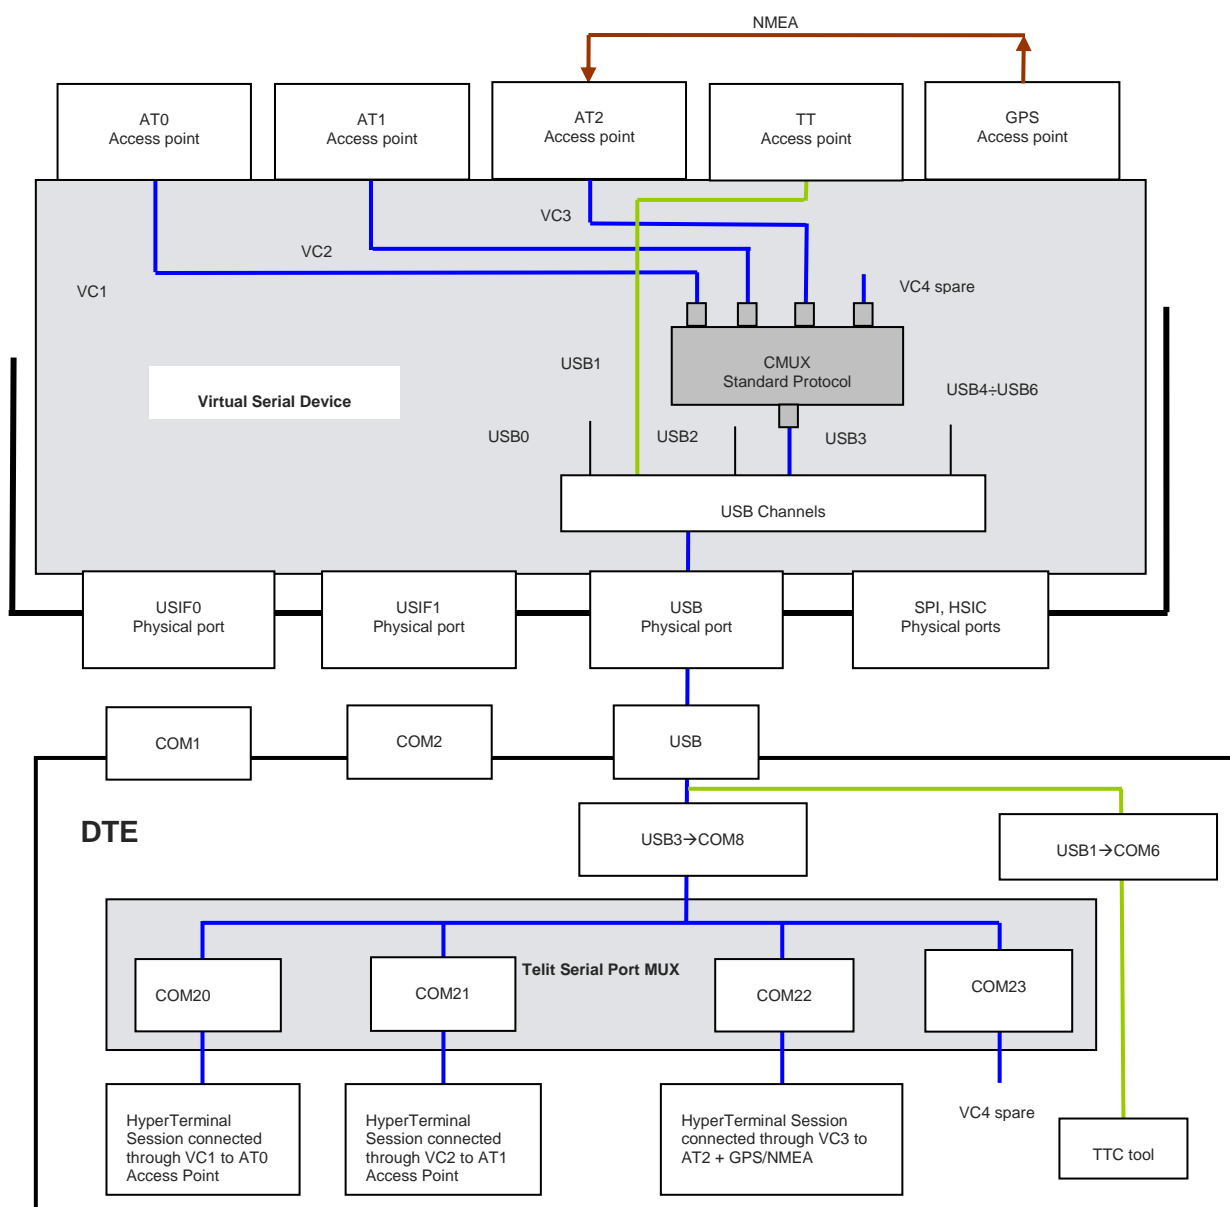 NMEA
AT0
Access point
AT1
Access point
AT2
Access point
TT
Access point
GPS
Access point
VC3
VC2
VC1
VC4 spare
USB1
CMUX
Standard Protocol
USB4÷USB6
Virtual Serial Device
USB0
USB2
USB3
USB Channels
USIF0
Physical port
USIF1
Physical port
USB
Physical port
SPI, HSIC
Physical ports
COM1
COM2
USB
DTE
USB3→COM8
USB1→COM6
Telit Serial Port MUX
COM20
COM21
COM22
COM23
HyperTerminal
Session connected
through VC1 to AT0
Access Point
HyperTerminal
Session connected
through VC2 to AT1
Access Point
HyperTerminal Session
connected through VC3 to
AT2 + GPS/NMEA
VC4 spare
TTC tool